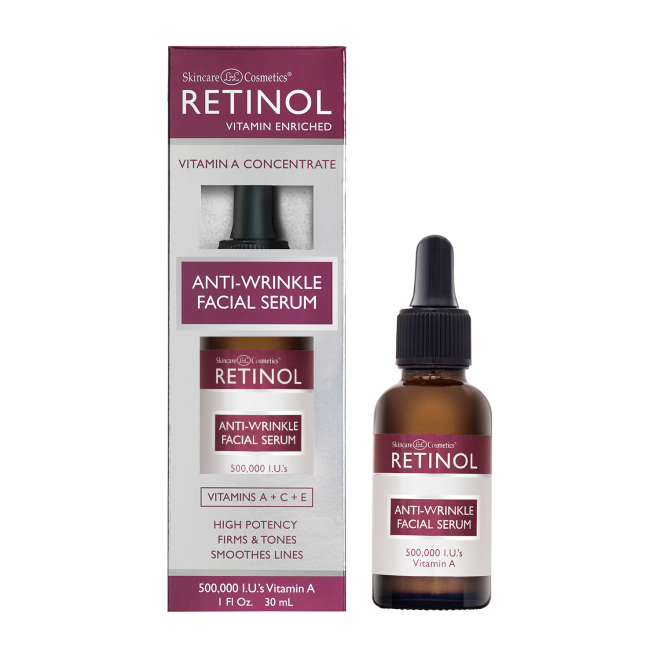 Skincare L&L Cosmetics®
RETINOL
VITAMIN ENRICHED
VITAMIN A CONCENTRATE
ANTI-WRINKLE
FACIAL SERUM
Skincare L&L Cosmetics®
RETINOL
ANTI-WRINKLE
FACIAL SERUM
500,000 I.U.'s
VITAMINS A + C + E
HIGH POTENCY
FIRMS & TONES
SMOOTHES LINES
500,000 I.U.'s Vitamin A
1 Fl Oz. 30 mL
Skincare L&L Cosmetics®
RETINOL
ANTI-WRINKLE
FACIAL SERUM
500,000 I.U.'s
Vitamin A